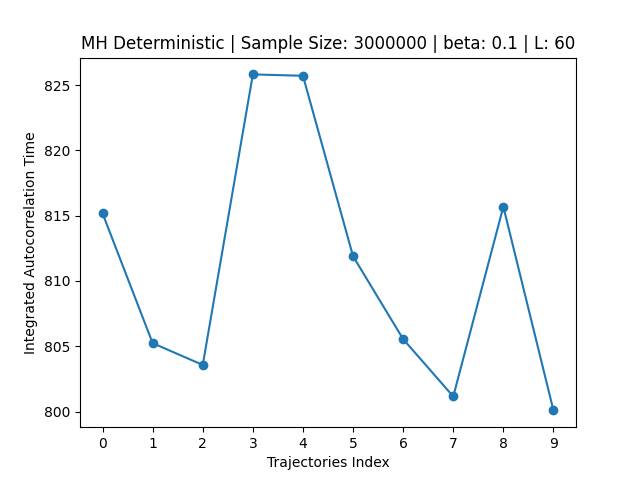 MH Deterministic | Sample Size: 3000000 | beta: 0.1 | L: 60
Integrated Autocorrelation Time
825
820
815
810
805
800
0 1 2 3 4 5 6 7 8 9
Trajectories Index